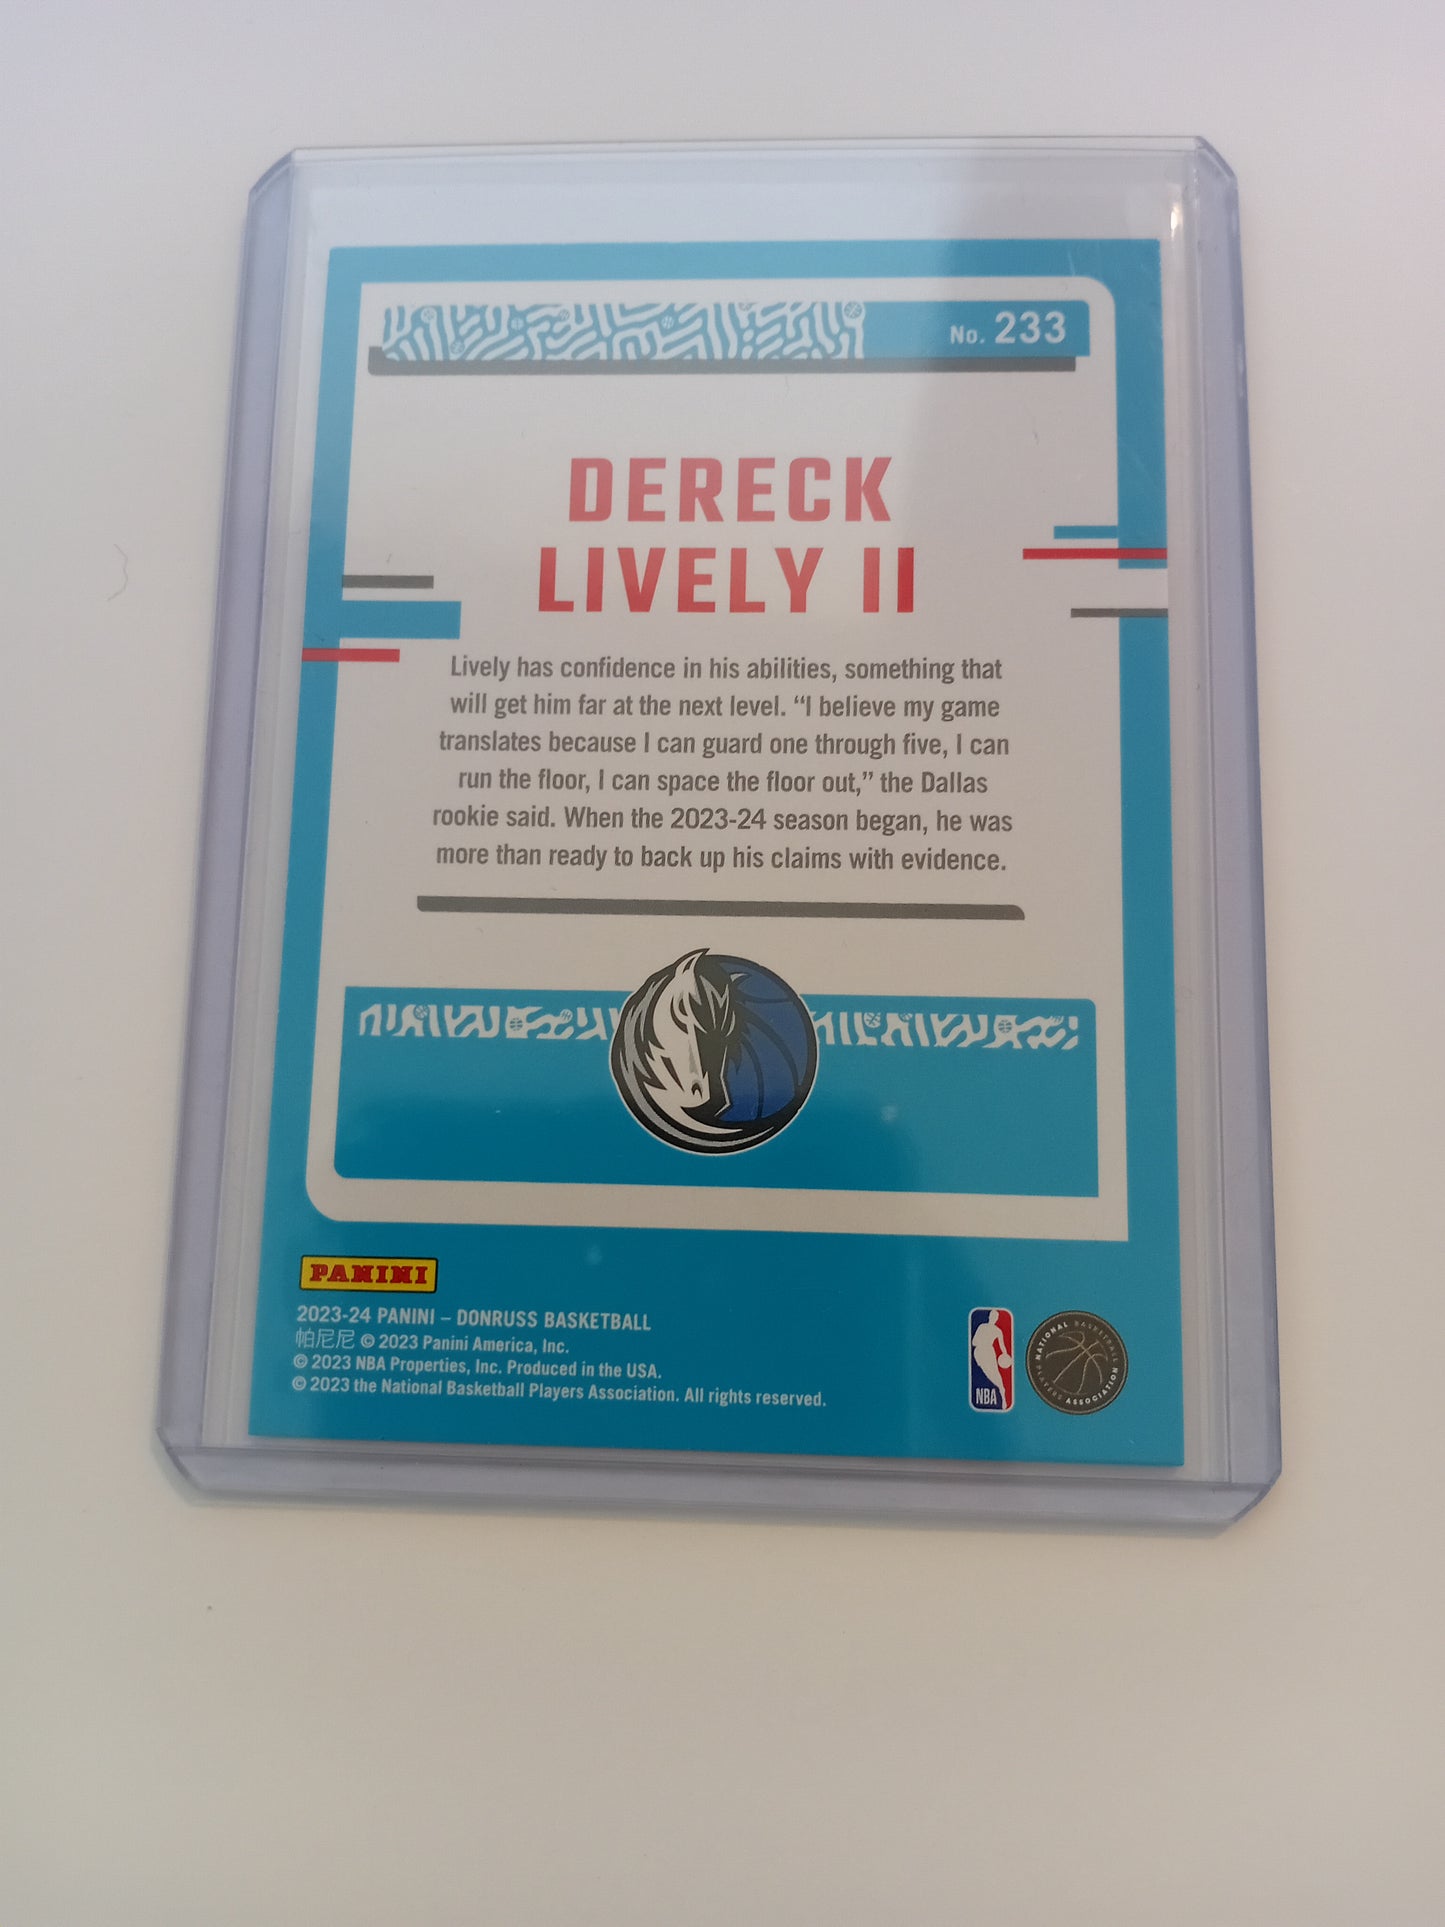 No. 233
DERECK
LIVELY II
Lively has confidence in his abilities, something that
will get him far at the next level. “I believe my game
translates because I can guard one through five, I can
run the floor, I can space the floor out,” the Dallas
rookie said. When the 2023-24 season began, he was
more than ready to back up his claims with evidence.
PANINI
2023-24 PANINI – DONRUSS BASKETBALL
帕尼尼 © 2023 Panini America, Inc.
© 2023 NBA Properties, Inc. Produced in the USA.
© 2023 the National Basketball Players Association. All rights reserved.
NBA
NATIONAL BASKETBALL
PLAYERS ASSOCIATION